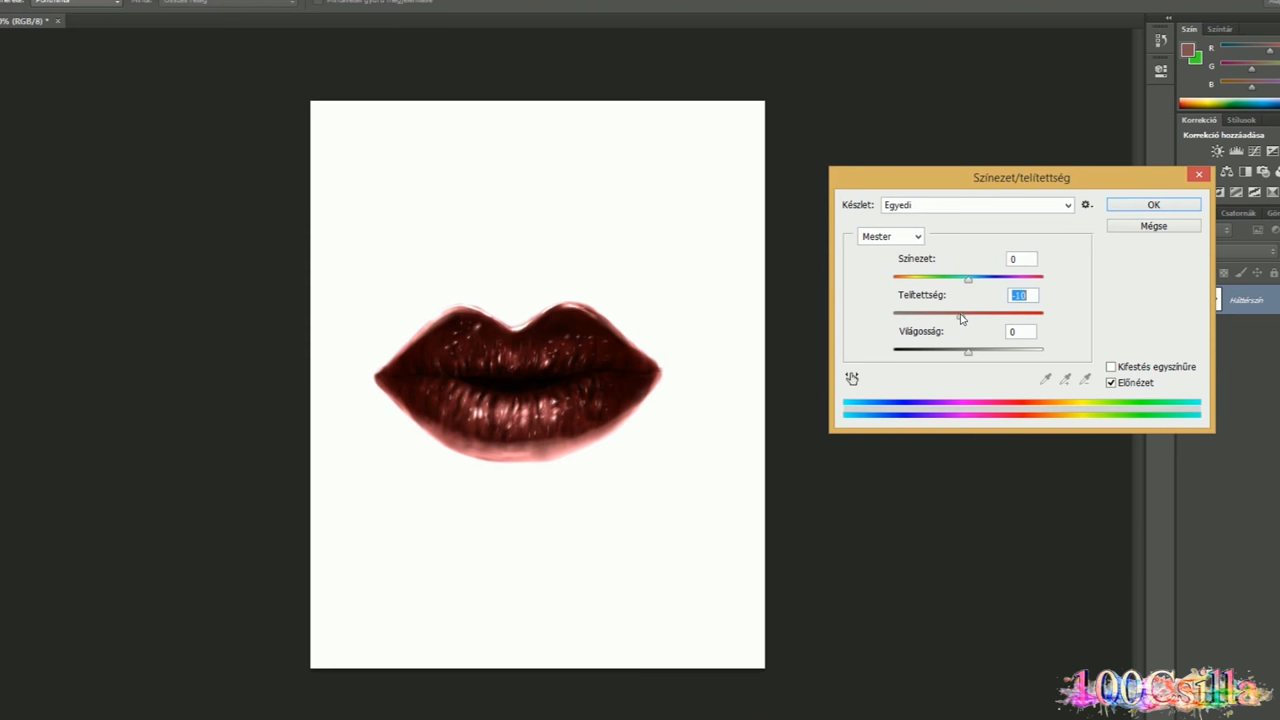 0% (RGB/8) * ×
Szín Színtár
R
G
B
Korrekció Stílusok
Korrekció hozzáadása
Csatornák
Háttérszín
Színezet/telítettség
Készlet: Egyedi
OK
Mégse
Mester
Színezet: 0
Telítettség: -10
Világosság: 0
Kifestés egyszínűre
Előnézet
100Csilla